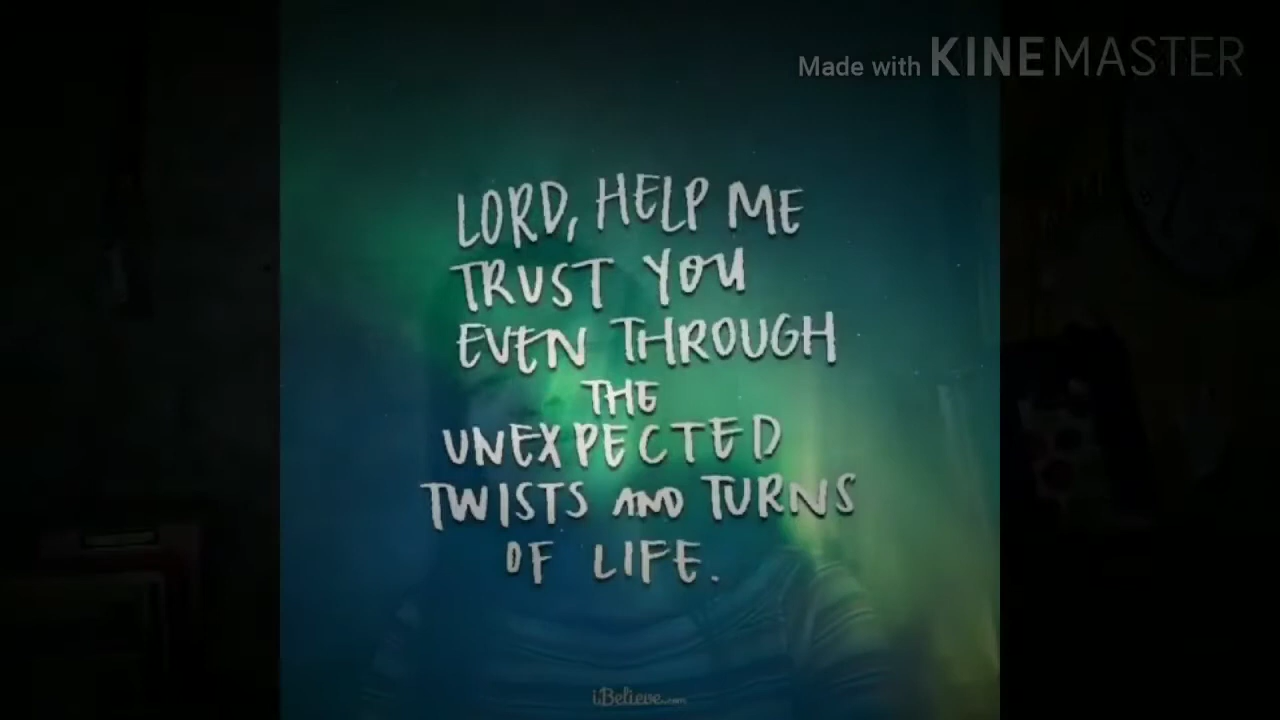 Made with KINEMASTER
LORD, HELP ME
TRUST YOU
EVEN THROUGH
THE
UNEXPECTED
TWISTS AND TURNS
OF LIFE.
iBelieve.com